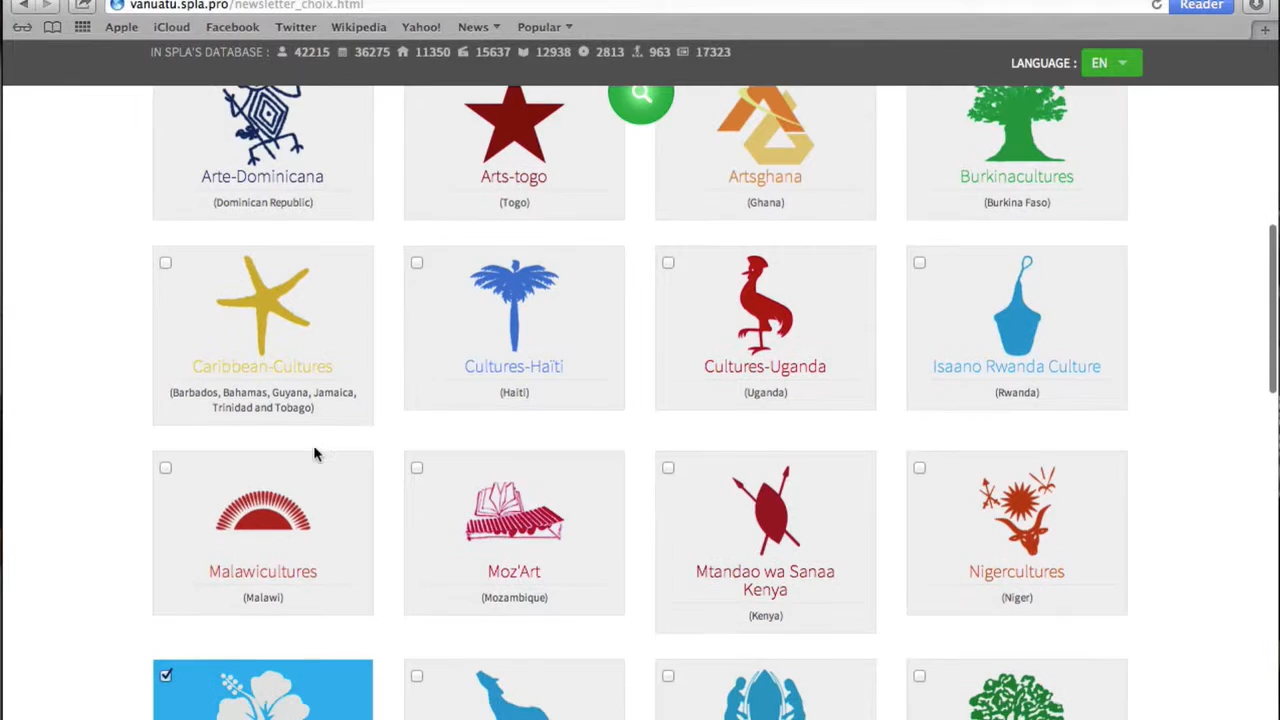 vanuatu.spla.pro/newsletter_choix.html
Reader
Apple iCloud Facebook Twitter Wikipedia Yahoo! News Popular
IN SPLA'S DATABASE : 42215 36275 11350 15637 12938 2813 963 17323
LANGUAGE : EN
Arte-Dominicana
(Dominican Republic)
Arts-togo
(Togo)
Artsghana
(Ghana)
Burkinacultures
(Burkina Faso)
Caribbean-Cultures
(Barbados, Bahamas, Guyana, Jamaica,
Trinidad and Tobago)
Cultures-Haïti
(Haiti)
Cultures-Uganda
(Uganda)
Isaano Rwanda Culture
(Rwanda)
Malawicultures
(Malawi)
Moz'Art
(Mozambique)
Mtandao wa Sanaa
Kenya
(Kenya)
Nigercultures
(Niger)